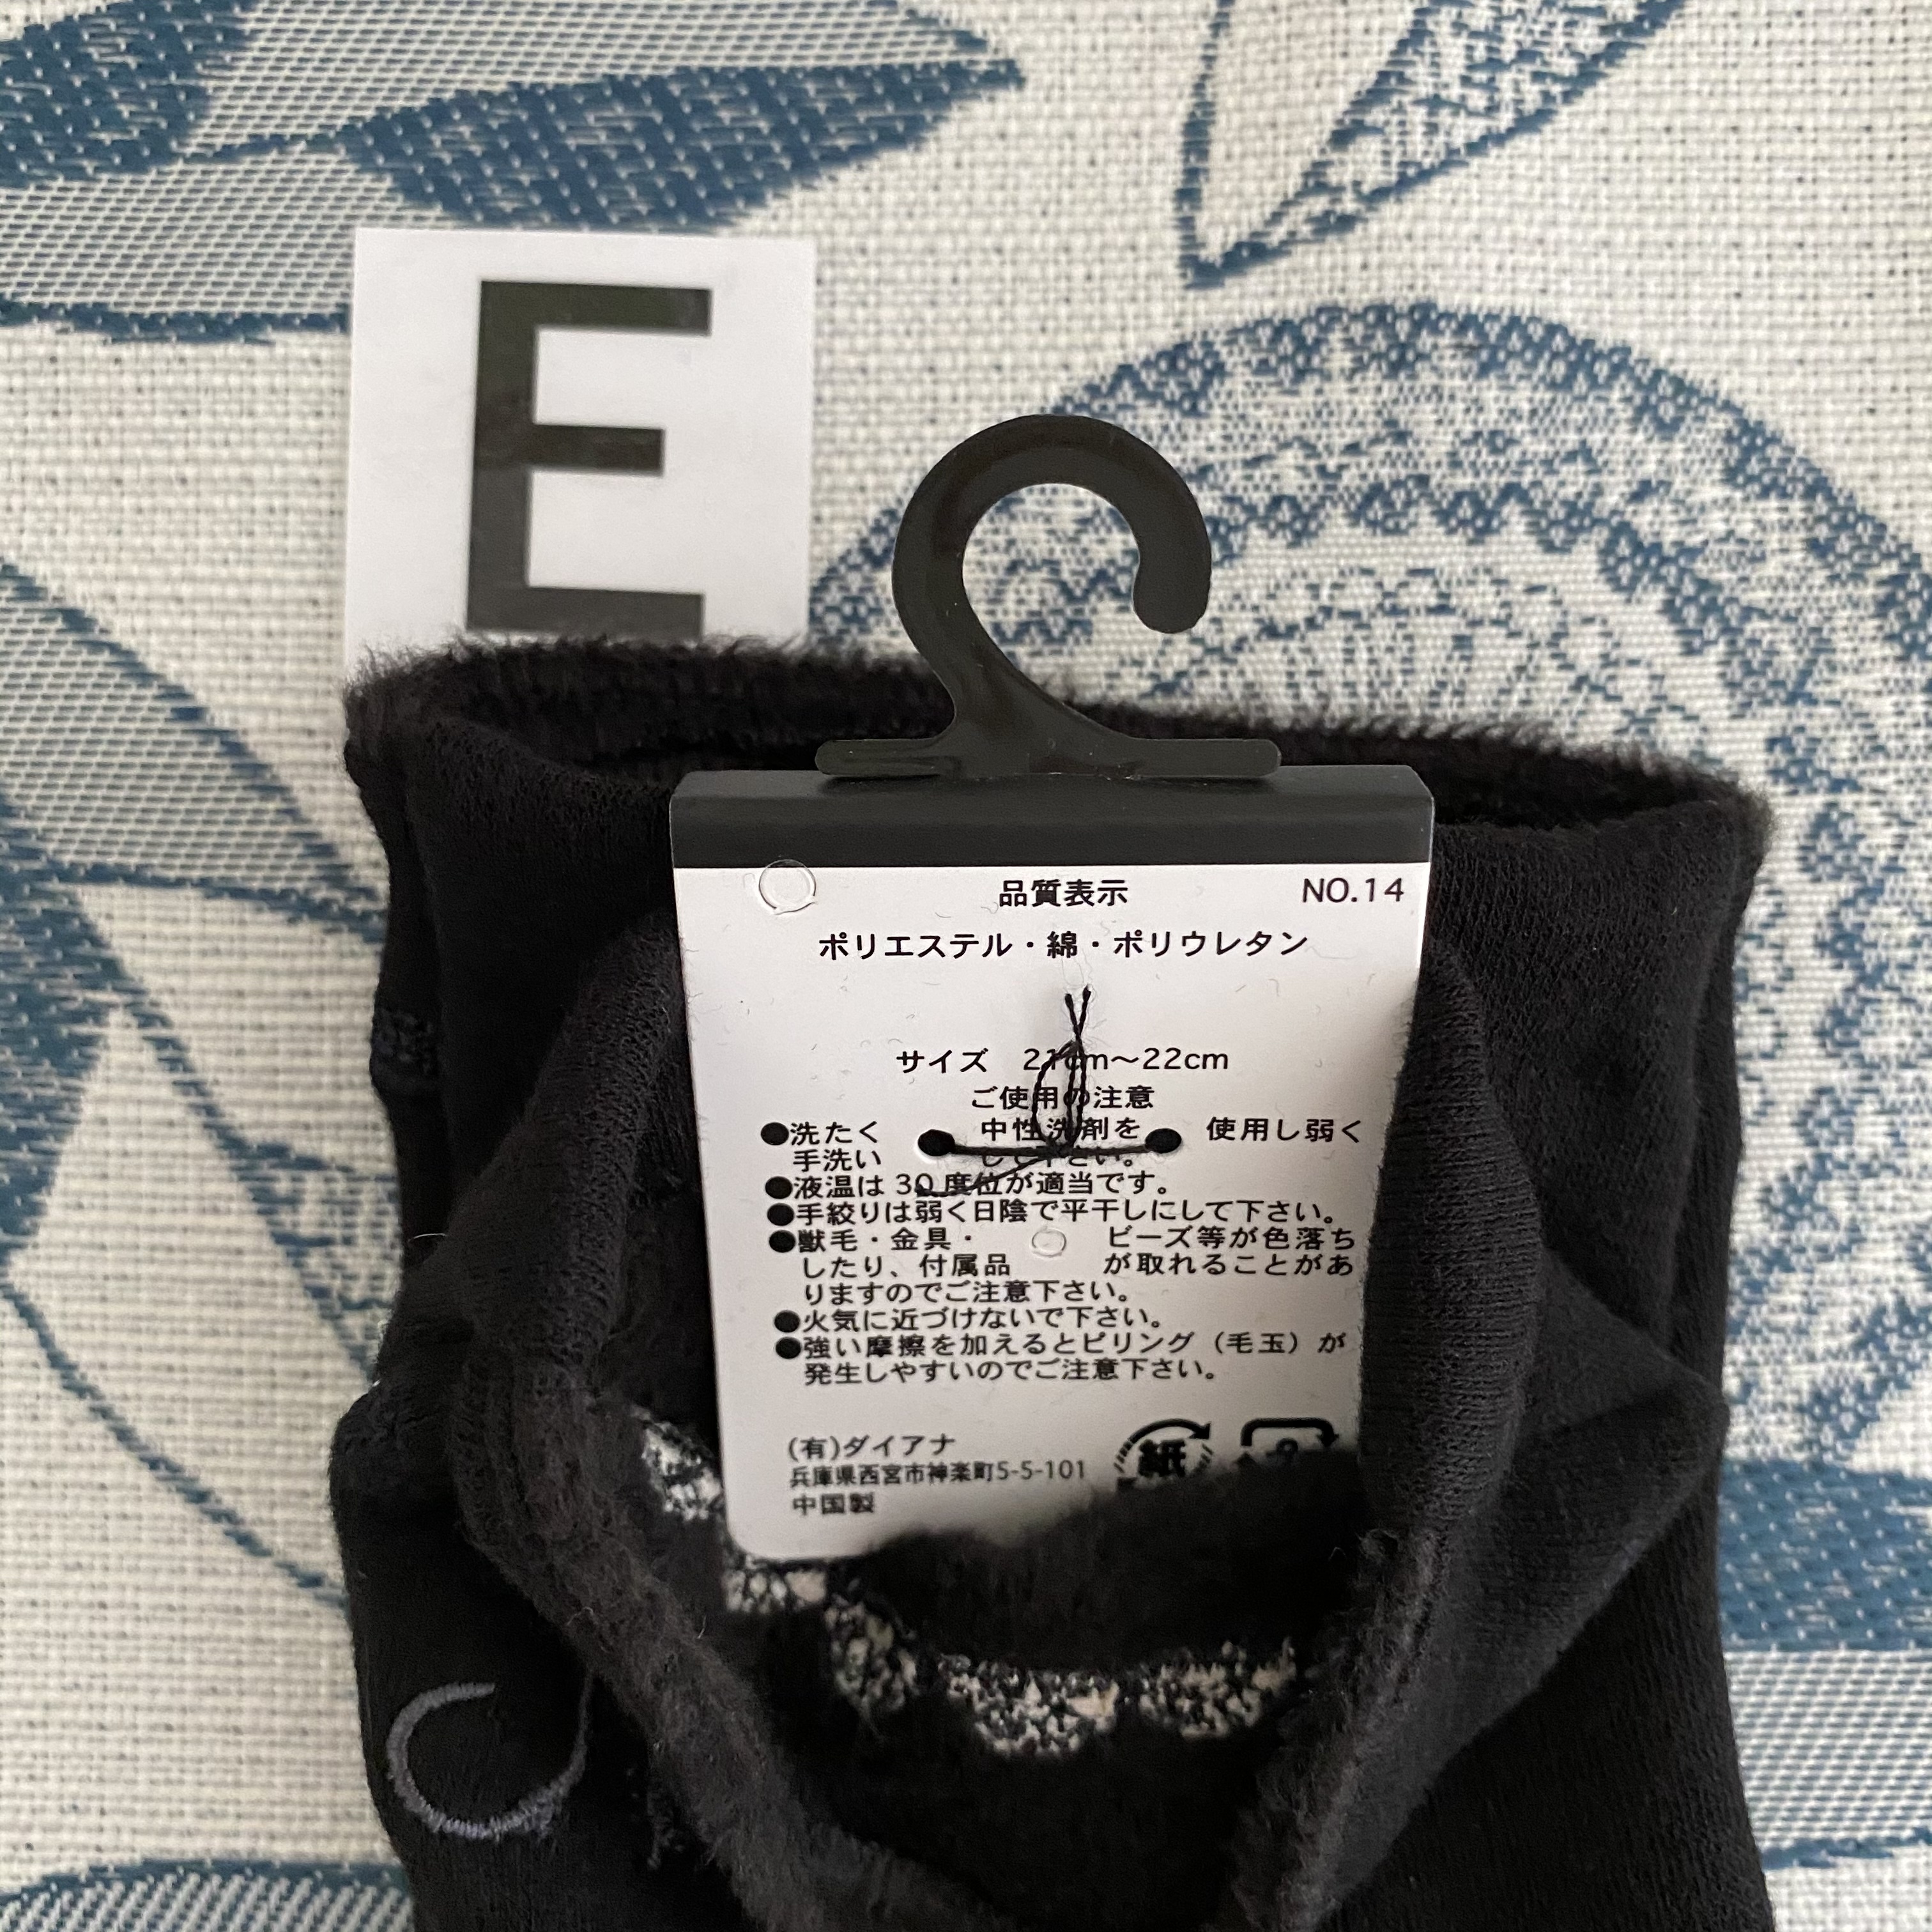 E
品質表示 NO.14
ポリエステル・綿・ポリウレタン
サイズ 21cm～22cm
ご使用の注意
●洗たく 中性洗剤を 使用し弱く
手洗い して下さい。
●液温は 30 度位が適当です。
●手絞りは弱く日陰で平干しにして下さい。
●獣毛・金具・ ビーズ等が色落ち
したり、付属品 が取れることがあ
りますのでご注意下さい。
●火気に近づけないで下さい。
●強い摩擦を加えるとピリング（毛玉）が
発生しやすいのでご注意下さい。
(有)ダイアナ
兵庫県西宮市神楽町5-5-101
中国製
紙